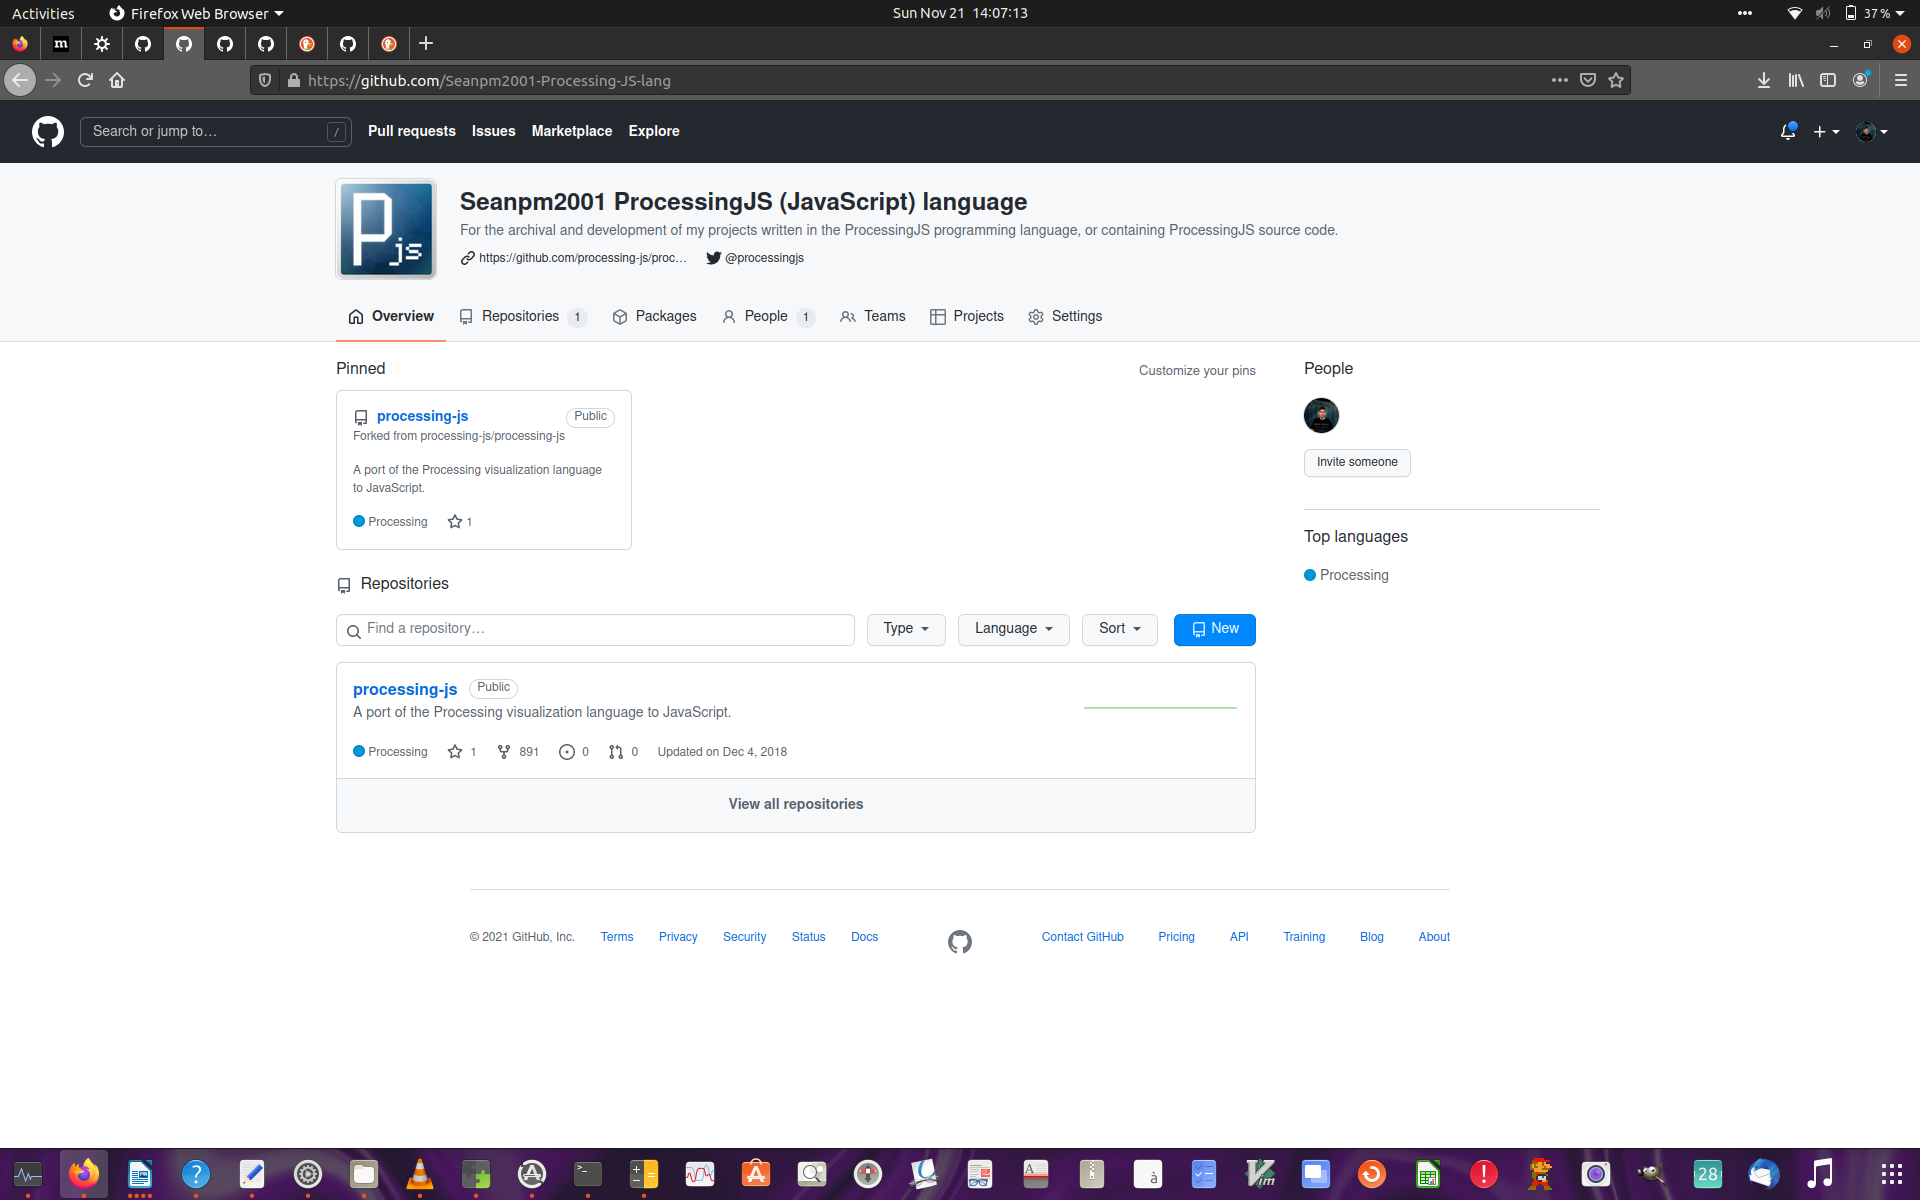 Activities
Firefox Web Browser
Sun Nov 21 14:07:13
37 %
m
https://github.com/Seanpm2001-Processing-JS-lang
Search or jump to…
/
Pull requests
Issues
Marketplace
Explore
P
js
Seanpm2001 ProcessingJS (JavaScript) language
For the archival and development of my projects written in the ProcessingJS programming language, or containing ProcessingJS source code.
https://github.com/processing-js/proc…
@processingjs
Overview
Repositories 1
Packages
People 1
Teams
Projects
Settings
Pinned
Customize your pins
processing-js
Public
Forked from processing-js/processing-js
A port of the Processing visualization language
to JavaScript.
Processing
1
People
Invite someone
Top languages
Processing
Repositories
Find a repository…
Type
Language
Sort
New
processing-js
Public
A port of the Processing visualization language to JavaScript.
Processing
1
891
0
0
Updated on Dec 4, 2018
View all repositories
© 2021 GitHub, Inc.
Terms
Privacy
Security
Status
Docs
Contact GitHub
Pricing
API
Training
Blog
About
?
>_
A
à
Vim
!
28